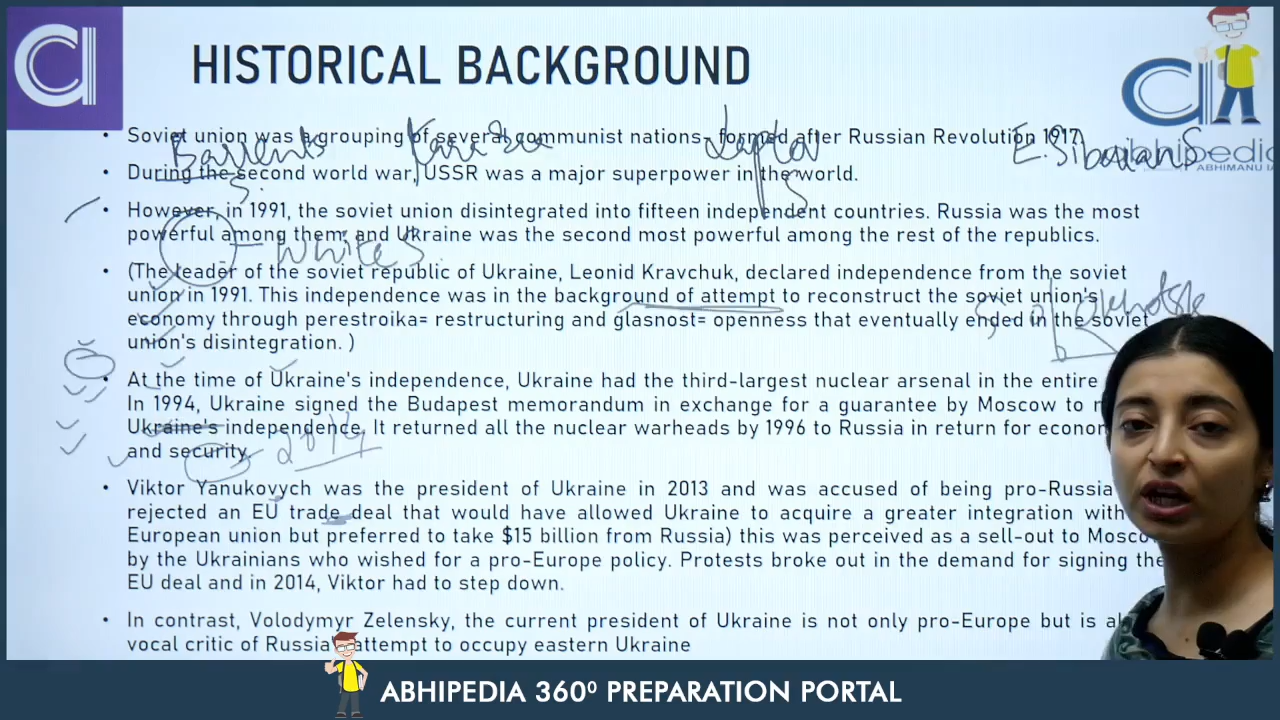 HISTORICAL BACKGROUND
• Soviet union was a grouping of several communist nations- formed after Russian Revolution 1917.
Barrents Kara Sea Laptav E. Siberian S
S. S
abhipedia
ABHIMANU IA
• During the second world war, USSR was a major superpower in the world.
• However, in 1991, the soviet union disintegrated into fifteen independent countries. Russia was the most
powerful among them, and Ukraine was the second most powerful among the rest of the republics.
White S.
• (The leader of the soviet republic of Ukraine, Leonid Kravchuk, declared independence from the soviet
union in 1991. This independence was in the background of attempt to reconstruct the soviet union's
economy through perestroika= restructuring and glasnost= openness that eventually ended in the soviet
union's disintegration. )
• At the time of Ukraine's independence, Ukraine had the third-largest nuclear arsenal in the entire
In 1994, Ukraine signed the Budapest memorandum in exchange for a guarantee by Moscow to
Ukraine's independence. It returned all the nuclear warheads by 1996 to Russia in return for econo
and security.
2014
• Viktor Yanukovych was the president of Ukraine in 2013 and was accused of being pro-Russia
rejected an EU trade deal that would have allowed Ukraine to acquire a greater integration with
European union but preferred to take $15 billion from Russia) this was perceived as a sell-out to Mosco
by the Ukrainians who wished for a pro-Europe policy. Protests broke out in the demand for signing the
EU deal and in 2014, Viktor had to step down.
• In contrast, Volodymyr Zelensky, the current president of Ukraine is not only pro-Europe but is al
vocal critic of Russia' attempt to occupy eastern Ukraine
ABHIPEDIA 360⁰ PREPARATION PORTAL